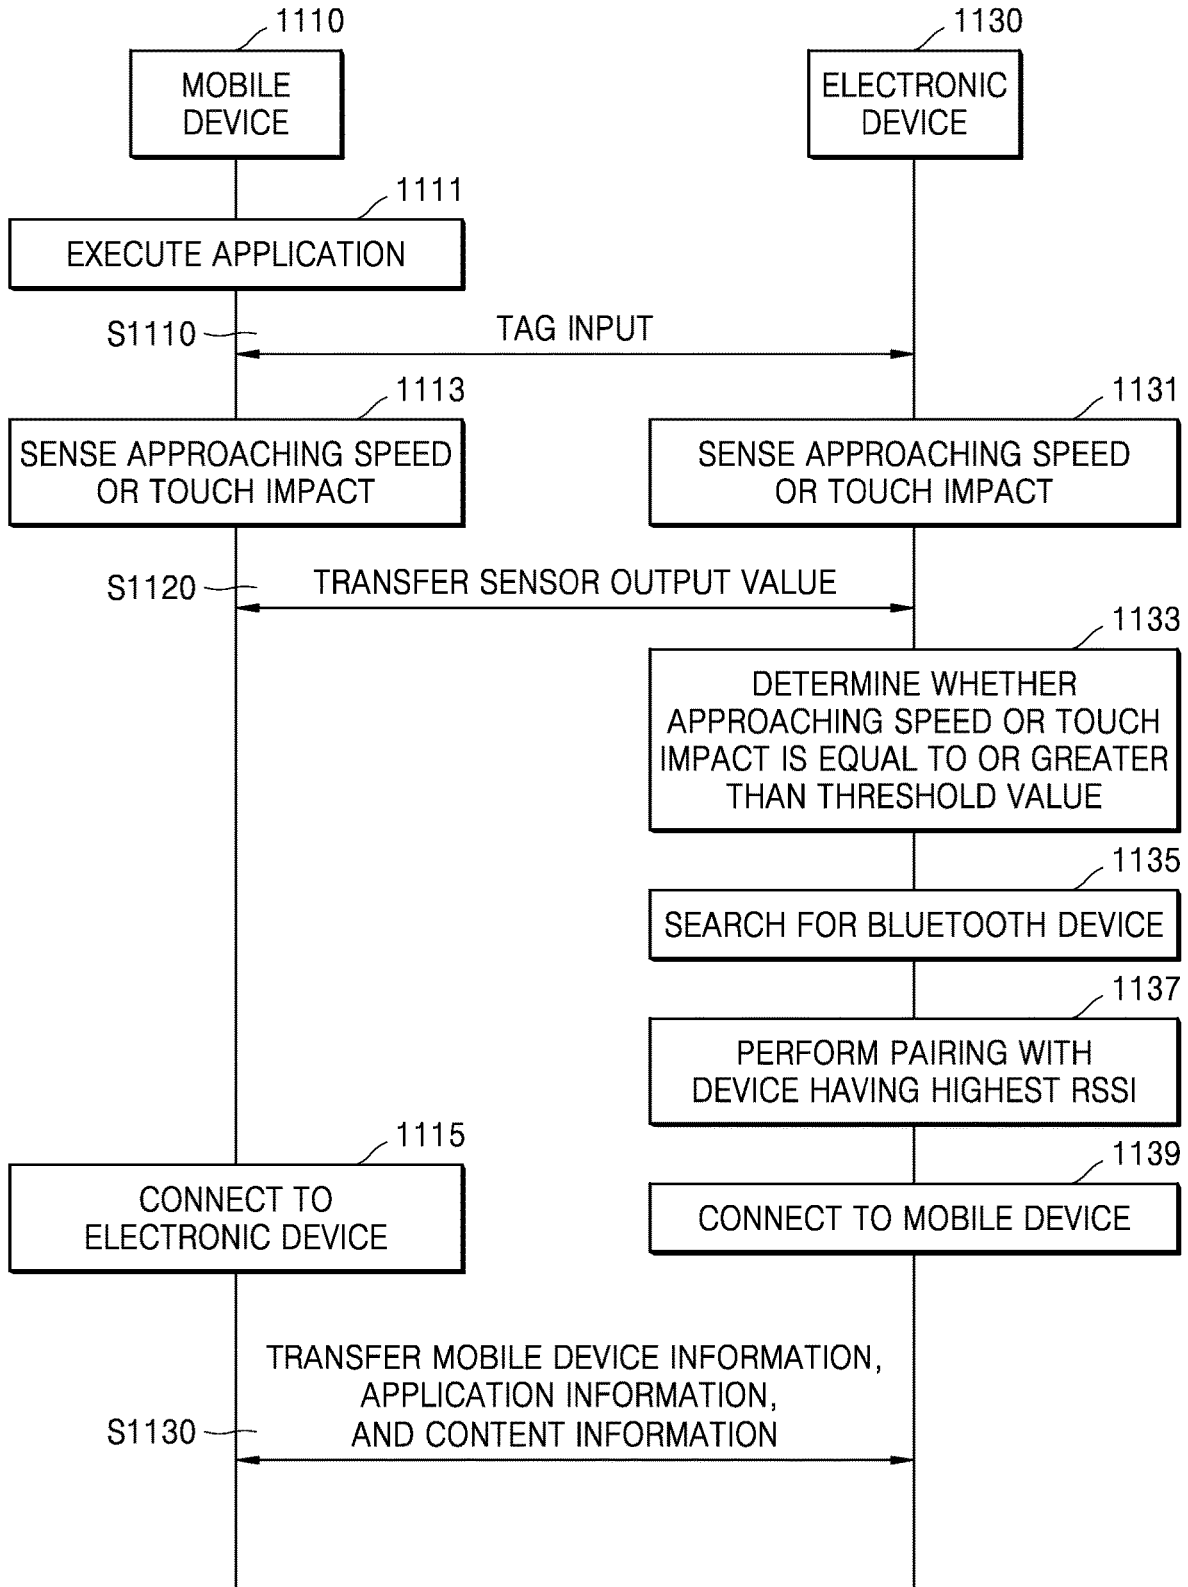 1110
MOBILE
DEVICE
1130
ELECTRONIC
DEVICE
1111
EXECUTE APPLICATION
S1110
TAG INPUT
1113
SENSE APPROACHING SPEED
OR TOUCH IMPACT
1131
SENSE APPROACHING SPEED
OR TOUCH IMPACT
S1120
TRANSFER SENSOR OUTPUT VALUE
1133
DETERMINE WHETHER
APPROACHING SPEED OR TOUCH
IMPACT IS EQUAL TO OR GREATER
THAN THRESHOLD VALUE
1135
SEARCH FOR BLUETOOTH DEVICE
1137
PERFORM PAIRING WITH
DEVICE HAVING HIGHEST RSSI
1115
CONNECT TO
ELECTRONIC DEVICE
1139
CONNECT TO MOBILE DEVICE
S1130
TRANSFER MOBILE DEVICE INFORMATION,
APPLICATION INFORMATION,
AND CONTENT INFORMATION